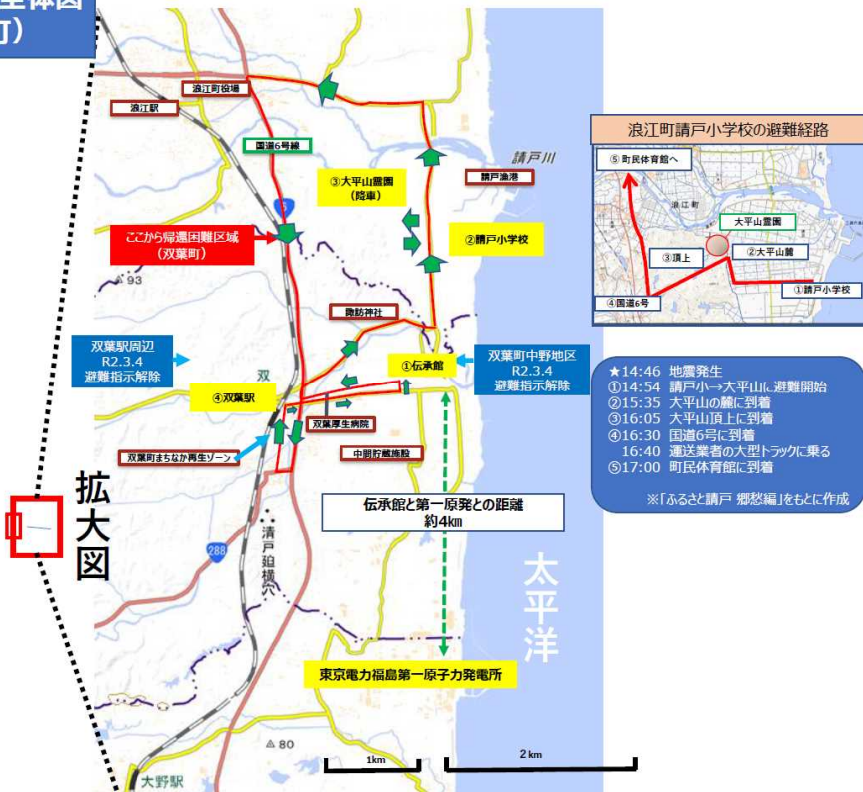 全体図
町）
浪江町役場
浪江駅
国道6号線
請戸川
請戸漁港
③大平山霊園
（降車）
②請戸小学校
6
ここから帰還困難区域
（双葉町）
93
諏訪神社
双葉駅周辺
R2.3.4
避難指示解除
双
①伝承館
双葉町中野地区
R2.3.4
避難指示解除
④双葉駅
双葉厚生病院
双葉町まちなか再生ゾーン
中間貯蔵施設
拡大図
伝承館と第一原発との距離
約4㎞
清戸廹横穴
288
太平洋
東京電力福島第一原子力発電所
80
1km
2 km
大野駅
浪江町請戸小学校の避難経路
⑤ 町民体育館へ
浪江町
大平山霊園
③頂上
②大平山麓
①請戸小学校
④国道6号
★14:46 地震発生
①14:54 請戸小→大平山に避難開始
②15:35 大平山の麓に到着
③16:05 大平山頂上に到着
④16:30 国道6号に到着
16:40 運送業者の大型トラックに乗る
⑤17:00 町民体育館に到着
※「ふるさと請戸 郷愁編」をもとに作成